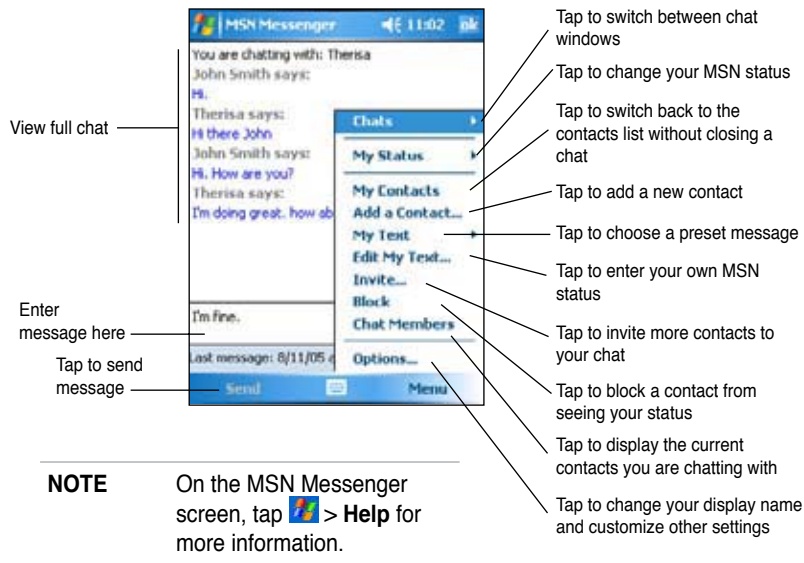 MSN Messenger 11:02 ok
You are chatting with: Therisa
John Smith says:
Hi.
Therisa says:
Hi there John
John Smith says:
Hi. How are you?
Therisa says:
I'm doing great. how ab
I'm fine.
Last message: 8/11/05
Send Menu
Chats
My Status
My Contacts
Add a Contact...
My Text
Edit My Text...
Invite...
Block
Chat Members
Options...
View full chat
Enter
message here
Tap to send
message
Tap to switch between chat
windows
Tap to change your MSN status
Tap to switch back to the
contacts list without closing a
chat
Tap to add a new contact
Tap to choose a preset message
Tap to enter your own MSN
status
Tap to invite more contacts to
your chat
Tap to block a contact from
seeing your status
Tap to display the current
contacts you are chatting with
Tap to change your display name
and customize other settings
NOTE On the MSN Messenger
screen, tap > Help for
more information.